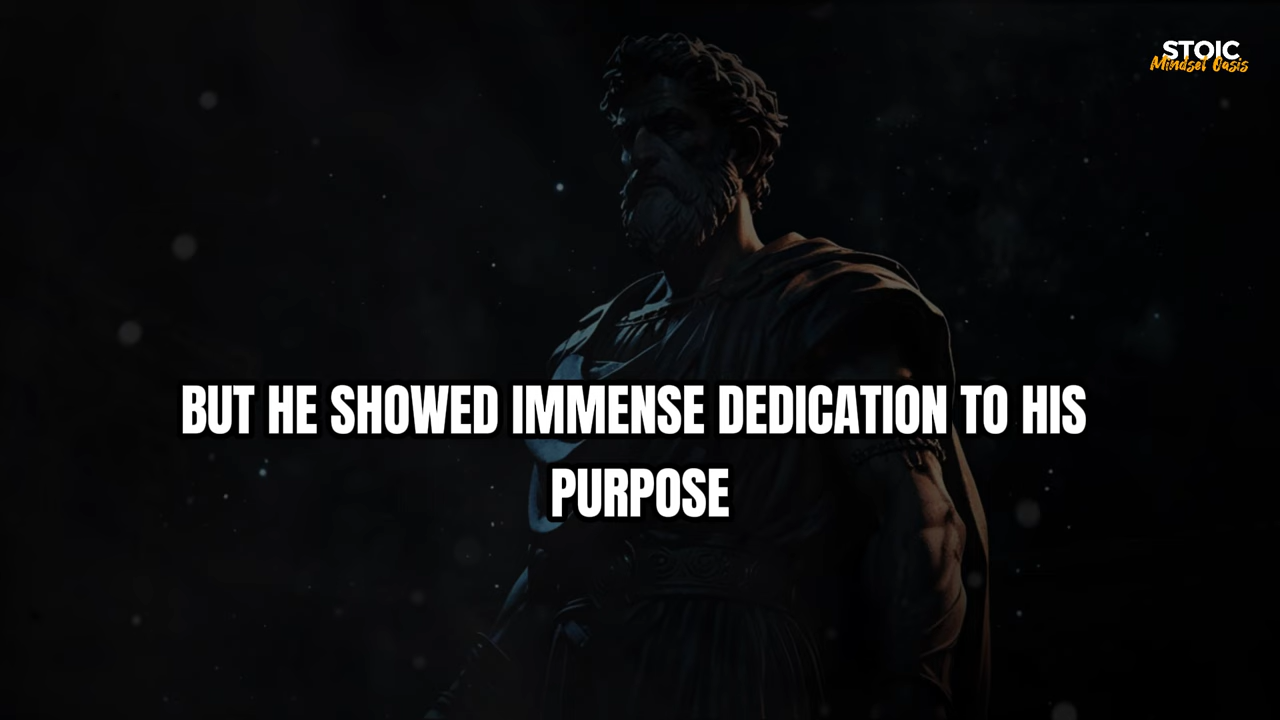 STOIC
Mindset Oasis
BUT HE SHOWED IMMENSE DEDICATION TO HIS
PURPOSE